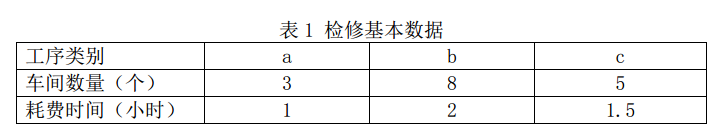 表1 检修基本数据
工序类别 a b c
车间数量（个） 3 8 5
耗费时间（小时） 1 2 1.5